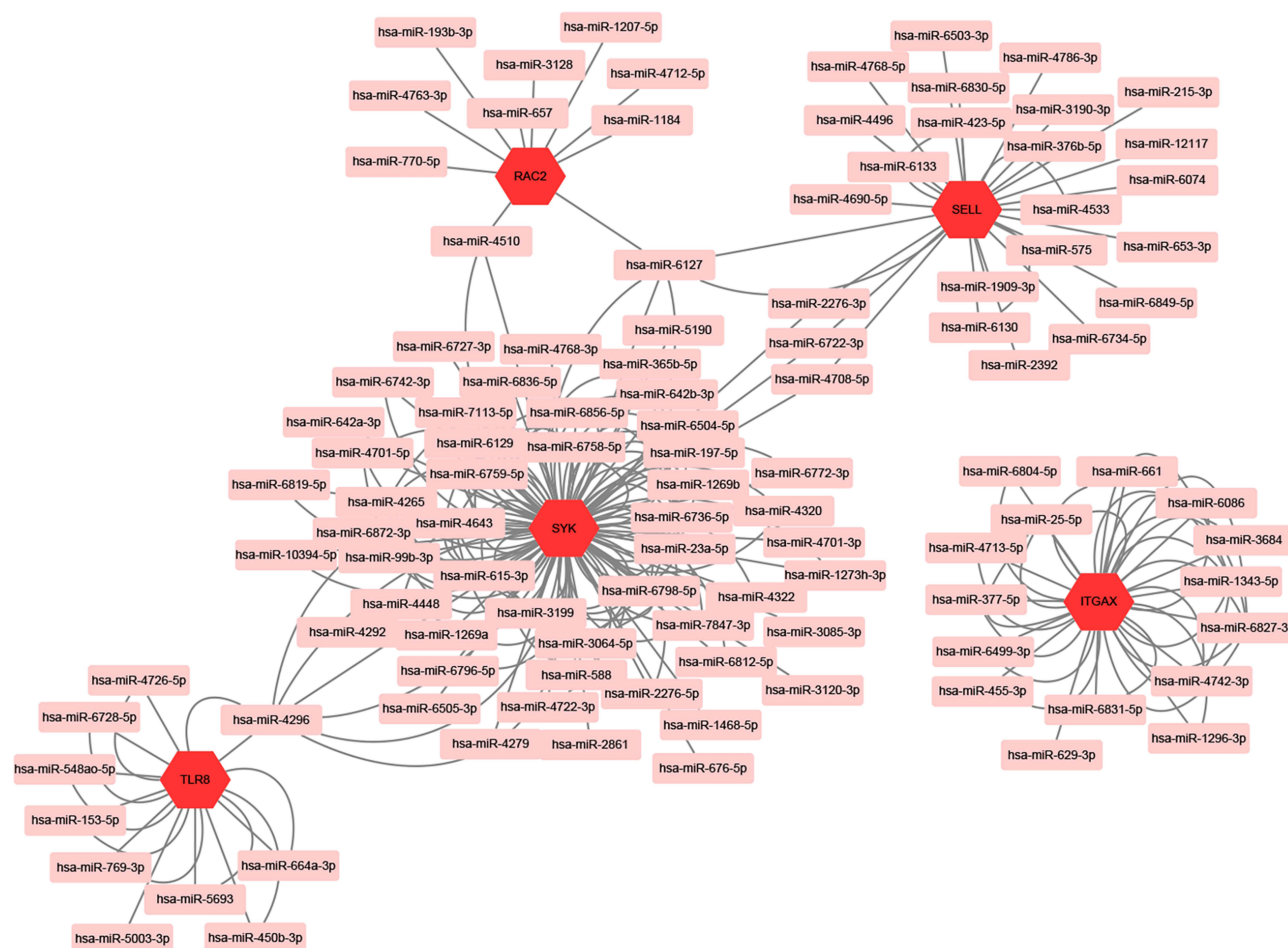 hsa-miR-193b-3p
hsa-miR-1207-5p
hsa-miR-3128
hsa-miR-4712-5p
hsa-miR-4763-3p
hsa-miR-657
hsa-miR-1184
hsa-miR-770-5p
RAC2
hsa-miR-4510
hsa-miR-6127
hsa-miR-6503-3p
hsa-miR-4786-3p
hsa-miR-4768-5p
hsa-miR-6830-5p
hsa-miR-215-3p
hsa-miR-3190-3p
hsa-miR-4496
hsa-miR-423-5p
hsa-miR-376b-5p
hsa-miR-12117
hsa-miR-6133
hsa-miR-6074
hsa-miR-4690-5p
SELL
hsa-miR-4533
hsa-miR-575
hsa-miR-653-3p
hsa-miR-1909-3p
hsa-miR-6849-5p
hsa-miR-6130
hsa-miR-6734-5p
hsa-miR-2392
hsa-miR-2276-3p
hsa-miR-6722-3p
hsa-miR-4708-5p
hsa-miR-5190
hsa-miR-6727-3p
hsa-miR-4768-3p
hsa-miR-365b-5p
hsa-miR-6742-3p
hsa-miR-6836-5p
hsa-miR-642b-3p
hsa-miR-7113-5p
hsa-miR-6856-5p
hsa-miR-642a-3p
hsa-miR-6504-5p
hsa-miR-6129
hsa-miR-6758-5p
hsa-miR-4701-5p
hsa-miR-197-5p
hsa-miR-6759-5p
hsa-miR-6772-3p
hsa-miR-6819-5p
hsa-miR-1269b
hsa-miR-4265
hsa-miR-4320
hsa-miR-6736-5p
hsa-miR-4643
SYK
hsa-miR-6872-3p
hsa-miR-4701-3p
hsa-miR-23a-5p
hsa-miR-10394-5p
hsa-miR-99b-3p
hsa-miR-615-3p
hsa-miR-1273h-3p
hsa-miR-6798-5p
hsa-miR-4322
hsa-miR-4448
hsa-miR-3199
hsa-miR-7847-3p
hsa-miR-4292
hsa-miR-1269a
hsa-miR-3085-3p
hsa-miR-3064-5p
hsa-miR-6812-5p
hsa-miR-6796-5p
hsa-miR-588
hsa-miR-3120-3p
hsa-miR-2276-5p
hsa-miR-6505-3p
hsa-miR-4722-3p
hsa-miR-1468-5p
hsa-miR-4279
hsa-miR-2861
hsa-miR-676-5p
hsa-miR-6804-5p
hsa-miR-661
hsa-miR-6086
hsa-miR-25-5p
hsa-miR-3684
hsa-miR-4713-5p
hsa-miR-1343-5p
hsa-miR-377-5p
ITGAX
hsa-miR-6827-3
hsa-miR-6499-3p
hsa-miR-4742-3p
hsa-miR-455-3p
hsa-miR-6831-5p
hsa-miR-1296-3p
hsa-miR-629-3p
hsa-miR-4726-5p
hsa-miR-6728-5p
hsa-miR-4296
hsa-miR-548ao-5p
TLR8
hsa-miR-153-5p
hsa-miR-769-3p
hsa-miR-664a-3p
hsa-miR-5693
hsa-miR-5003-3p
hsa-miR-450b-3p